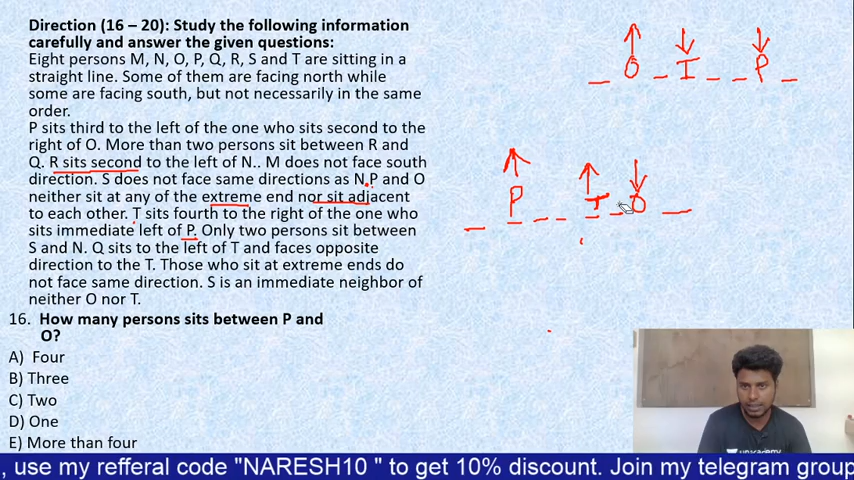 Direction (16 – 20): Study the following information
carefully and answer the given questions:
Eight persons M, N, O, P, Q, R, S and T are sitting in a
straight line. Some of them are facing north while
some are facing south, but not necessarily in the same
order.
P sits third to the left of the one who sits second to the
right of O. More than two persons sit between R and
Q. R sits second to the left of N.. M does not face south
direction. S does not face same directions as N.P and O
neither sit at any of the extreme end nor sit adjacent
to each other. T sits fourth to the right of the one who
sits immediate left of P. Only two persons sit between
S and N. Q sits to the left of T and faces opposite
direction to the T. Those who sit at extreme ends do
not face same direction. S is an immediate neighbor of
neither O nor T.
16. How many persons sits between P and
O?
A) Four
B) Three
C) Two
D) One
E) More than four
O T P
P T O
, use my refferal code "NARESH10 " to get 10% discount. Join my telegram group